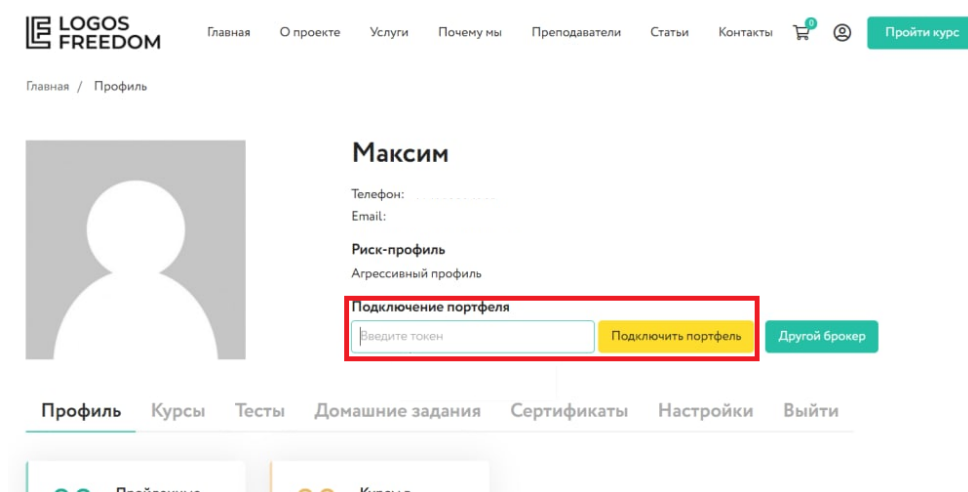 LOGOS
FREEDOM
Главная О проекте Услуги Почему мы Преподаватели Статьи Контакты 0 Пройти курс
Главная / Профиль
Максим
Телефон:
Email:
Риск-профиль
Агрессивный профиль
Подключение портфеля
Введите токен Подключить портфель Другой брокер
Профиль Курсы Тесты Домашние задания Сертификаты Настройки Выйти